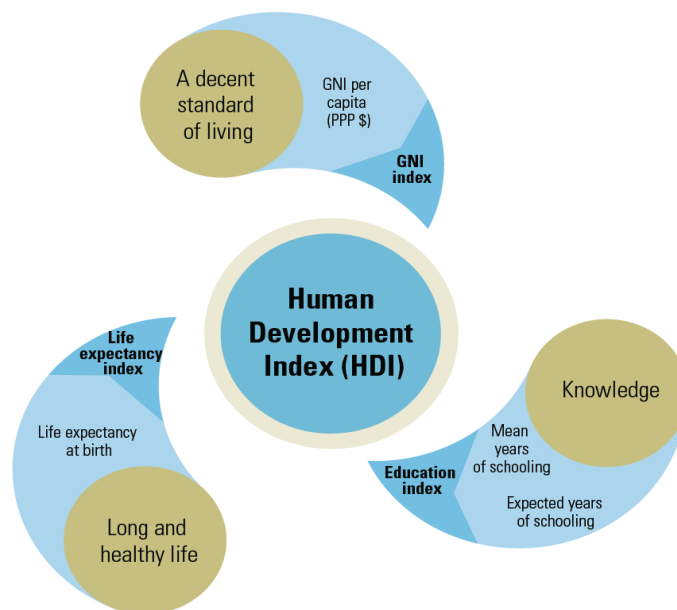 A decent
standard
of living
GNI per
capita
(PPP $)
GNI
index
Human
Development
Index (HDI)
Life
expectancy
index
Life expectancy
at birth
Long and
healthy life
Knowledge
Mean
years
of schooling
Expected years
of schooling
Education
index